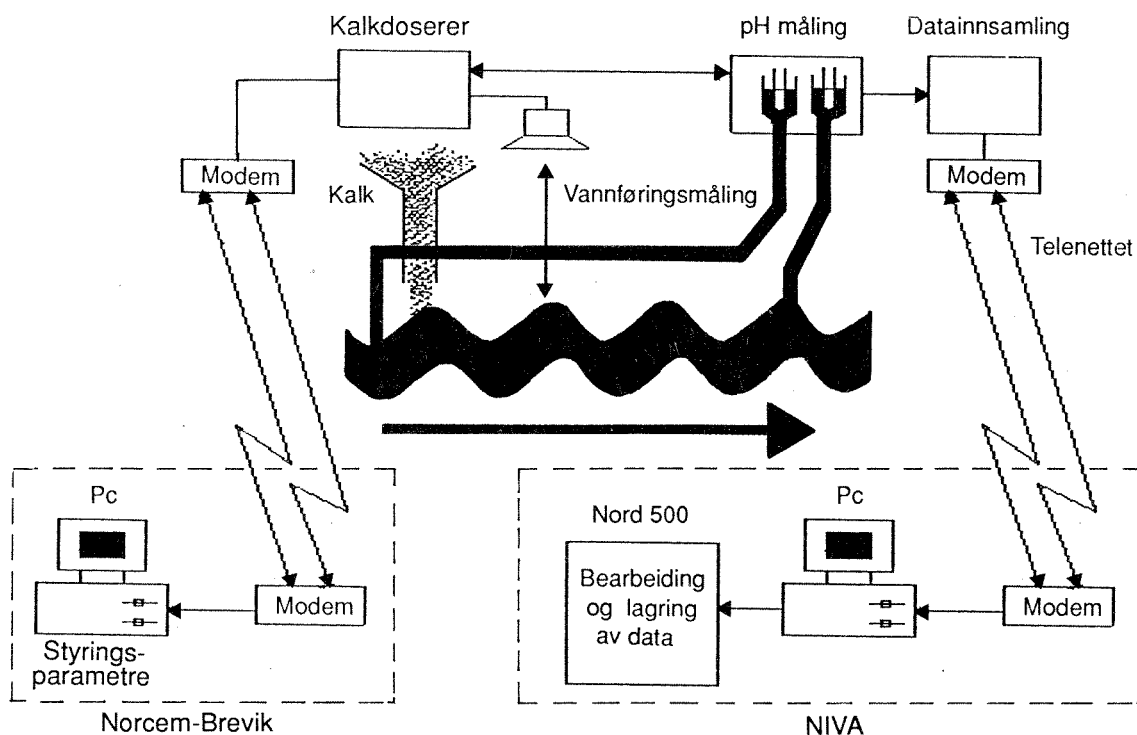 Kalkdoserer
pH måling
Datainnsamling
Modem
Kalk
Vannføringsmåling
Modem
Telenettet
Pc
Modem
Styrings-
parametre
Norcem-Brevik
Nord 500
Bearbeiding
og lagring
av data
Pc
Modem
NIVA